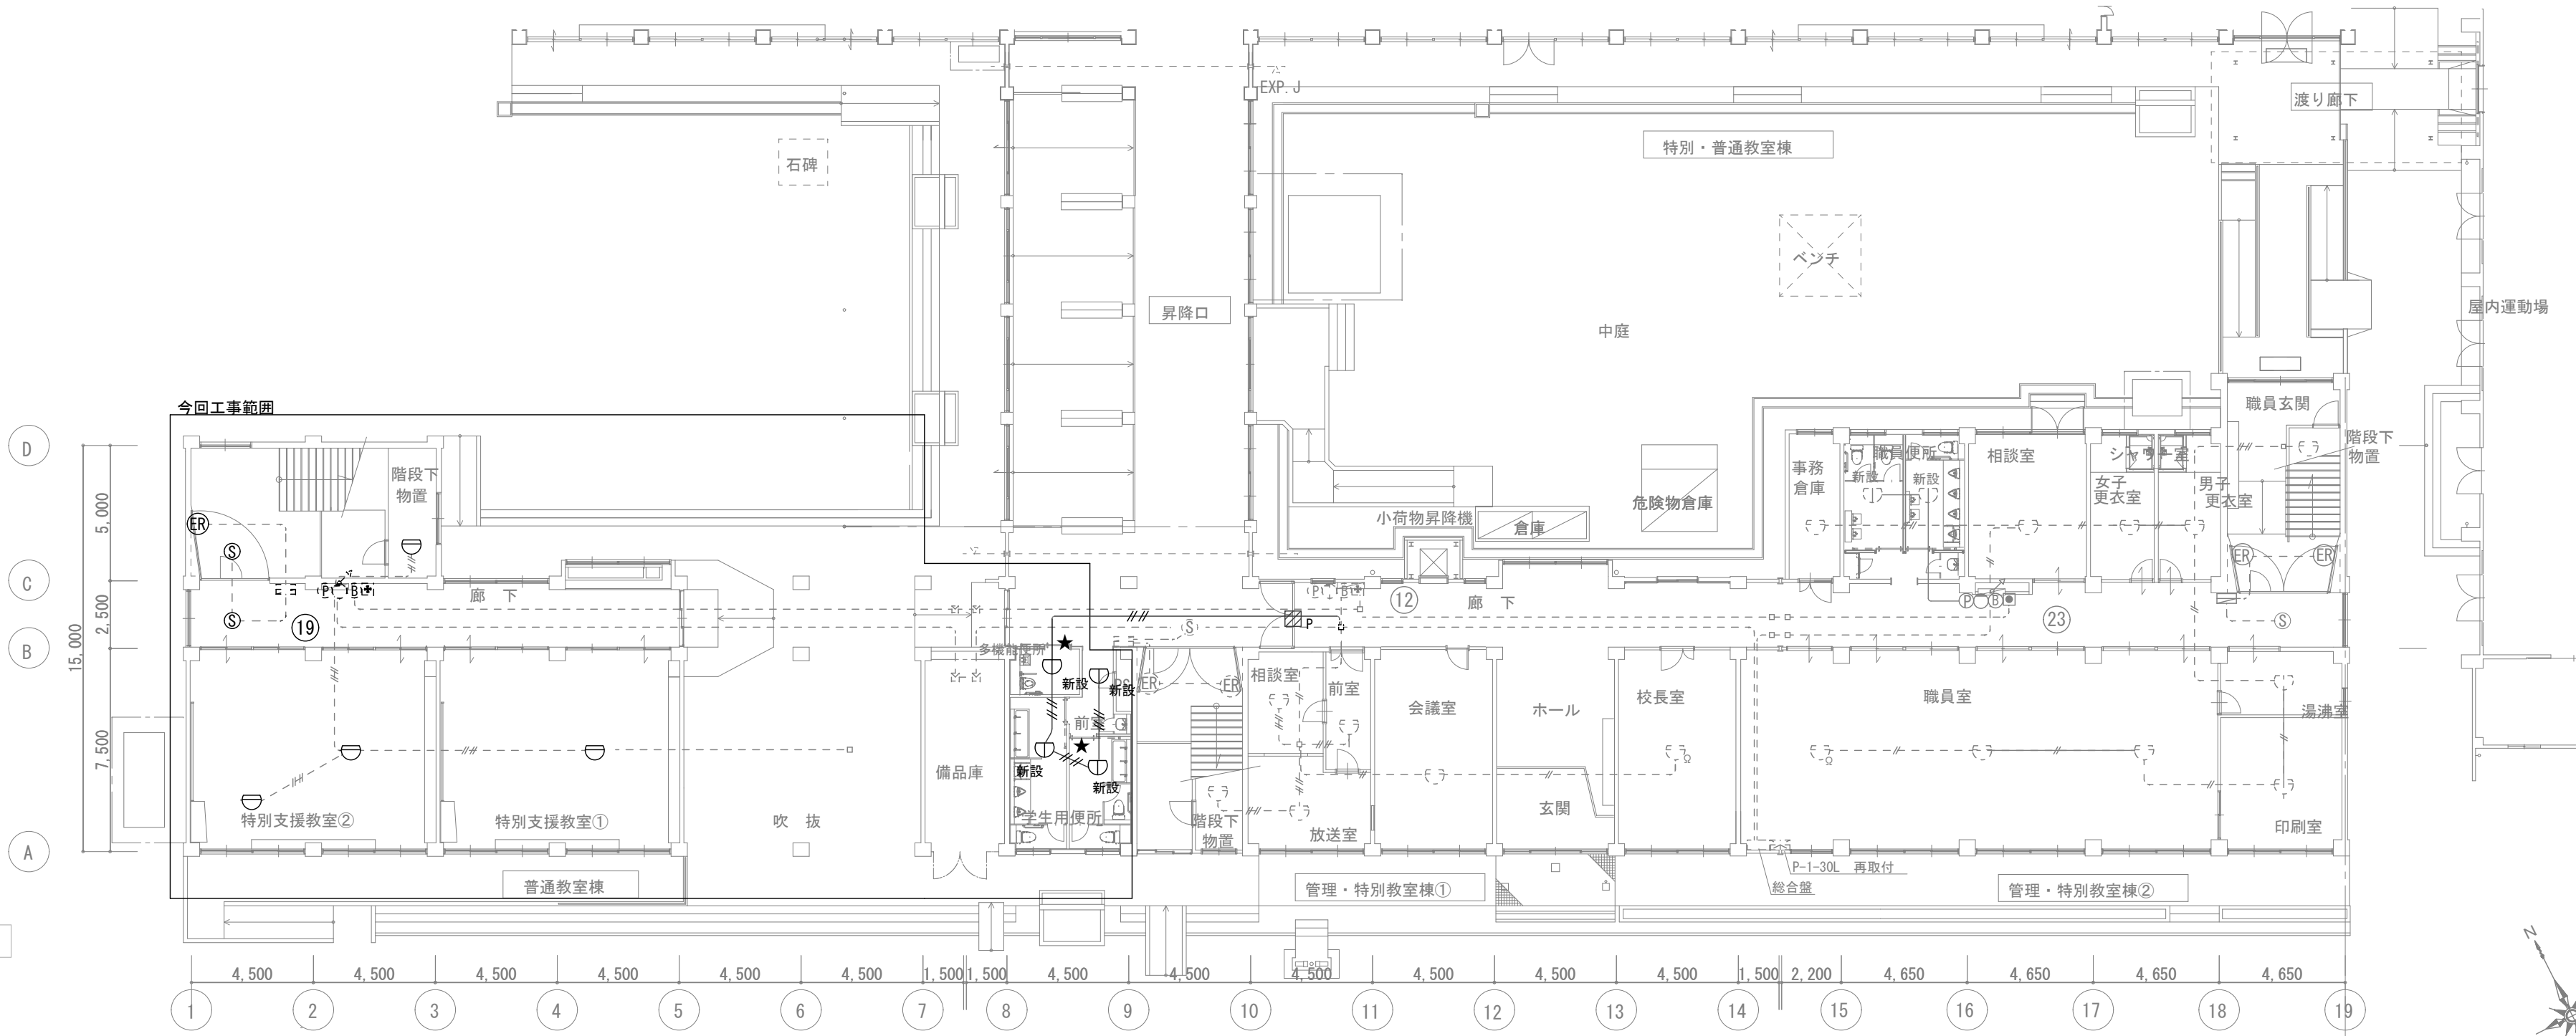 EXP.J
渡り廊下
石碑
特別・普通教室棟
ベンチ
昇降口
中庭
屋内運動場
今回工事範囲
職員玄関
D
階段下
物置
階段下
物置
職員便所
相談室
シャワー室
事務
倉庫
新設
新設
女子
更衣室
男子
更衣室
5,000
危険物倉庫
小荷物昇降機
倉庫
ER
S
ER
ER
C
P
B
廊 下
P
B
12
廊 下
P
B
23
S
19
S
2,500
P
S
15,000
B
多機能便所
新設
新設
PS
ER
ER
相談室
前室
会議室
ホール
校長室
職員室
湯沸室
前室
7,500
備品庫
新設
新設
特別支援教室②
特別支援教室①
吹 抜
学生用便所
階段下
物置
放送室
玄関
印刷室
A
P-1-30L 再取付
総合盤
普通教室棟
管理・特別教室棟①
管理・特別教室棟②
N
4,500
4,500
4,500
4,500
4,500
4,500
1,500
1,500
4,500
4,500
4,500
4,500
4,500
4,500
1,500
2,200
4,650
4,650
4,650
4,650
1
2
3
4
5
6
7
8
9
10
11
12
13
14
15
16
17
18
19